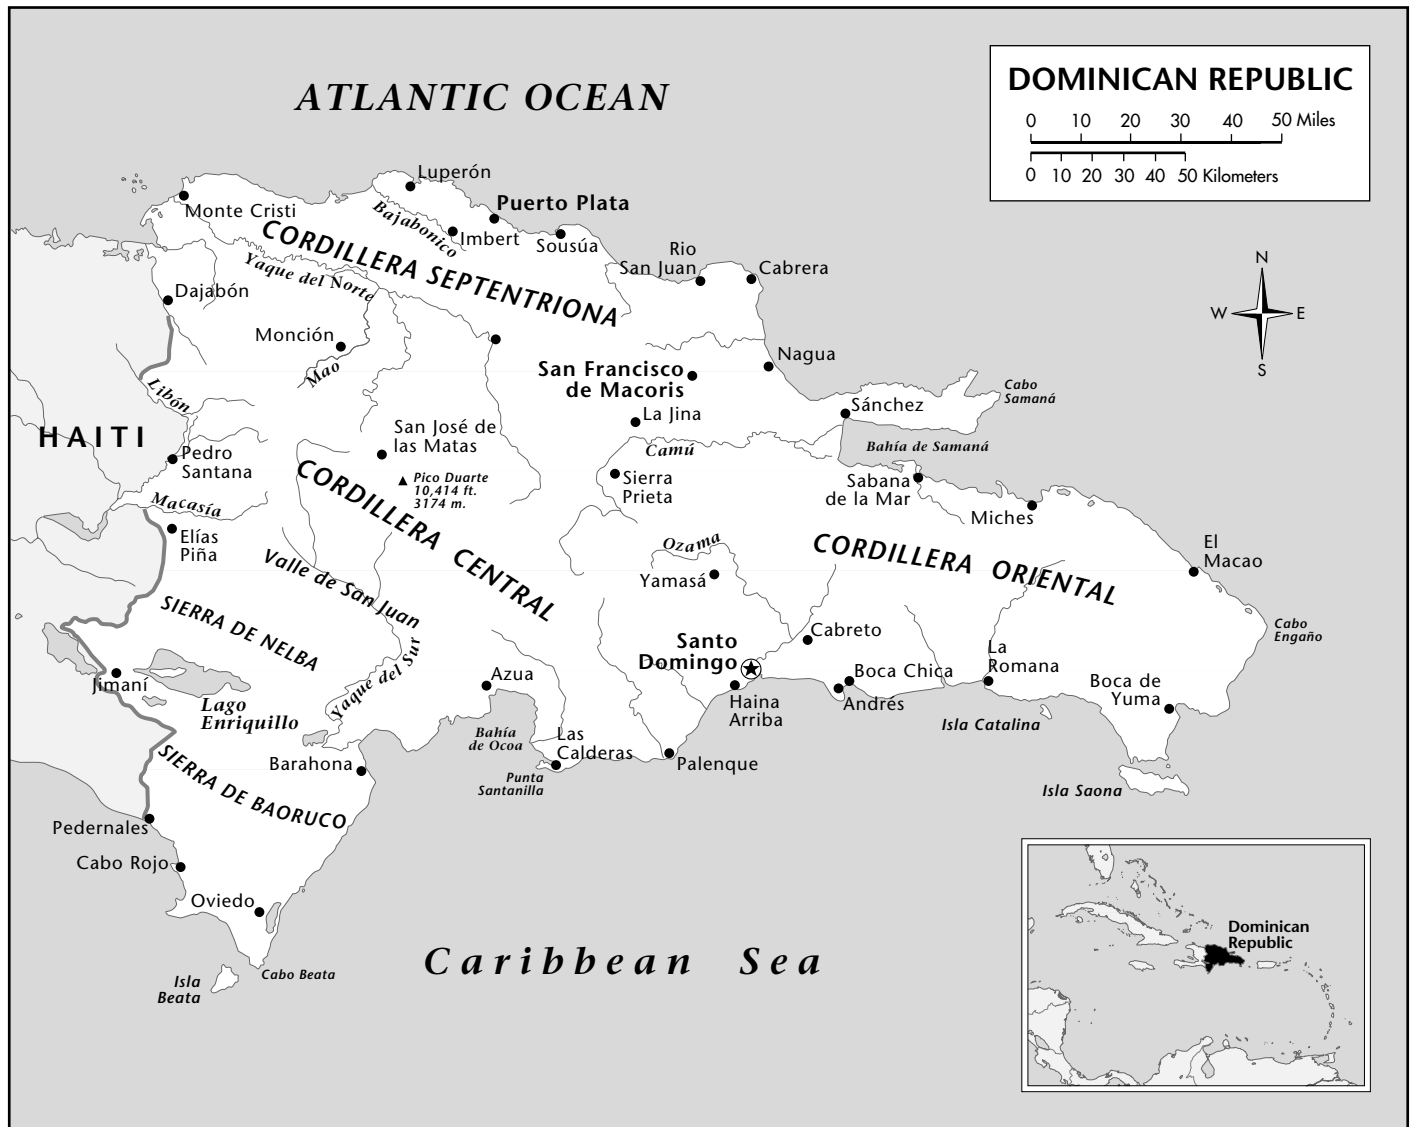 ATLANTIC OCEAN
DOMINICAN REPUBLIC
0 10 20 30 40 50 Miles
0 10 20 30 40 50 Kilometers
N
W E
S
Luperón
Puerto Plata
Monte Cristi
Bajabonico
Imbert
Sousúa
CORDILLERA SEPTENTRIONA
Rio
San Juan
Cabrera
Yaque del Norte
Dajabón
Monción
Mao
Nagua
San Francisco
de Macoris
Cabo
Samaná
Libón
Sánchez
La Jina
HAITI
San José de
las Matas
Camú
Bahía de Samaná
Pedro
Santana
Pico Duarte
10,414 ft.
3174 m.
Sierra
Prieta
Sabana
de la Mar
Macasía
Miches
Elías
Piña
CORDILLERA CENTRAL
Ozama
CORDILLERA ORIENTAL
El
Macao
Valle de San Juan
Yamasá
SIERRA DE NELBA
Cabreto
Cabo
Engaño
Santo
Domingo
La
Romana
Jimaní
Yaque del Sur
Azua
Boca Chica
Boca de
Yuma
Lago
Enriquillo
Haina
Arriba
Andrés
Isla Catalina
Bahía
de Ocoa
Las
Calderas
SIERRA DE BAORUCO
Barahona
Palenque
Punta
Santanilla
Isla Saona
Pedernales
Cabo Rojo
Oviedo
Cabo Beata
Isla
Beata
Caribbean Sea
Dominican
Republic